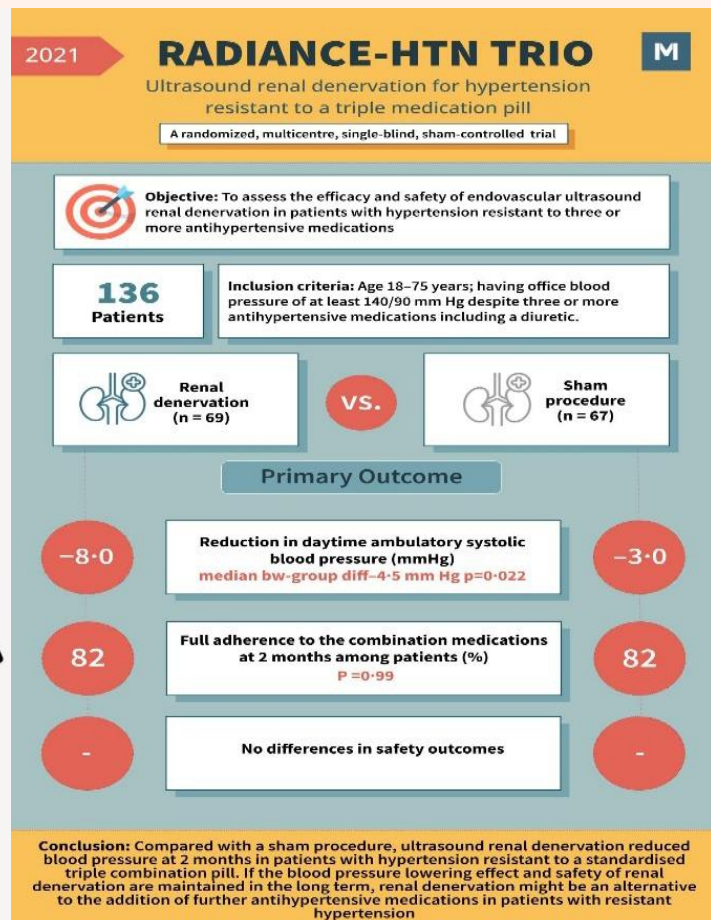 2021
RADIANCE-HTN TRIO
M
Ultrasound renal denervation for hypertension
resistant to a triple medication pill
A randomized, multicentre, single-blind, sham-controlled trial
Objective: To assess the efficacy and safety of endovascular ultrasound
renal denervation in patients with hypertension resistant to three or
more antihypertensive medications
136
Patients
Inclusion criteria: Age 18–75 years; having office blood
pressure of at least 140/90 mm Hg despite three or more
antihypertensive medications including a diuretic.
Renal
denervation
(n = 69)
VS.
Sham
procedure
(n = 67)
Primary Outcome
–8·0
Reduction in daytime ambulatory systolic
blood pressure (mmHg)
median bw-group diff–4·5 mm Hg p=0·022
–3·0
82
Full adherence to the combination medications
at 2 months among patients (%)
P =0·99
82
-
No differences in safety outcomes
-
Conclusion: Compared with a sham procedure, ultrasound renal denervation reduced
blood pressure at 2 months in patients with hypertension resistant to a standardised
triple combination pill. If the blood pressure lowering effect and safety of renal
denervation are maintained in the long term, renal denervation might be an alternative
to the addition of further antihypertensive medications in patients with resistant
hypertension